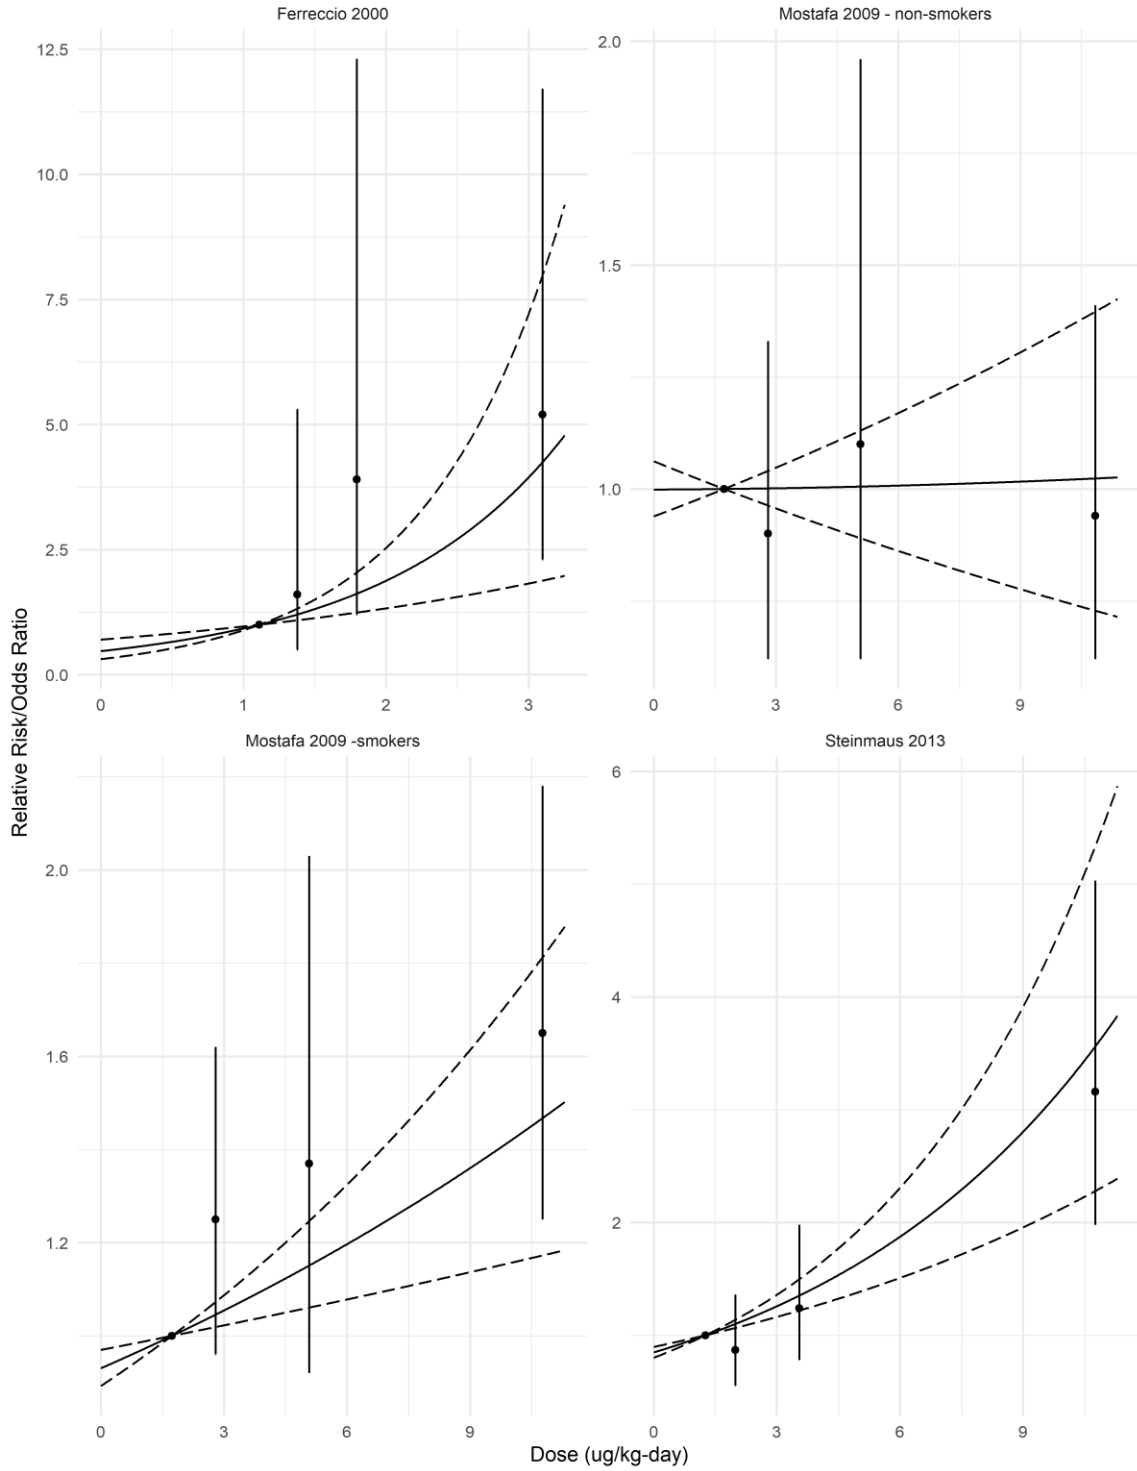 Ferreccio 2000
12.5
10.0
7.5
5.0
2.5
0.0
0 1 2 3
Mostafa 2009 - non-smokers
2.0
1.5
1.0
0 3 6 9
Relative Risk/Odds Ratio
Mostafa 2009 -smokers
2.0
1.6
1.2
0 3 6 9
Steinmaus 2013
6
4
2
0 3 6 9
Dose (ug/kg-day)